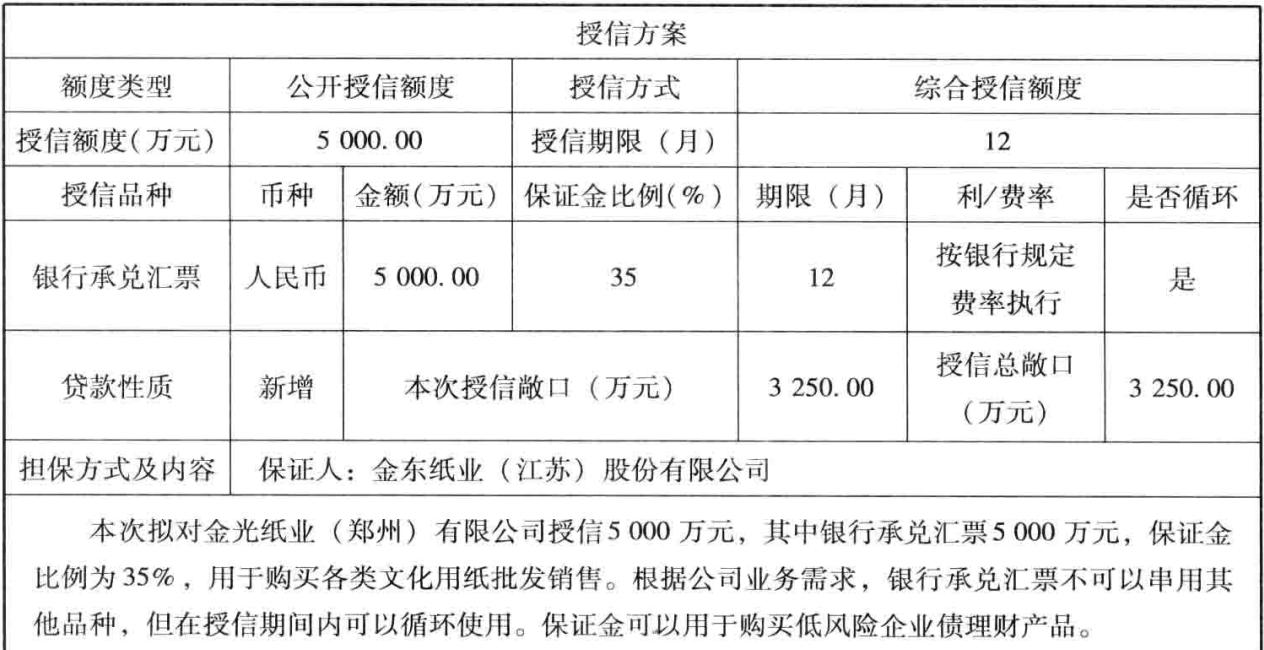 授信方案
额度类型 公开授信额度 授信方式 综合授信额度
授信额度(万元) 5 000.00 授信期限（月） 12
授信品种 币种 金额(万元) 保证金比例(%) 期限（月） 利/费率 是否循环
银行承兑汇票 人民币 5 000.00 35 12 按银行规定 是
费率执行
贷款性质 新增 本次授信敞口（万元） 3 250.00 授信总敞口 3 250.00
（万元）
担保方式及内容 保证人：金东纸业（江苏）股份有限公司
本次拟对金光纸业（郑州）有限公司授信5 000 万元，其中银行承兑汇票5 000 万元，保证金
比例为35%，用于购买各类文化用纸批发销售。根据公司业务需求，银行承兑汇票不可以串用其
他品种，但在授信期间内可以循环使用。保证金可以用于购买低风险企业债理财产品。